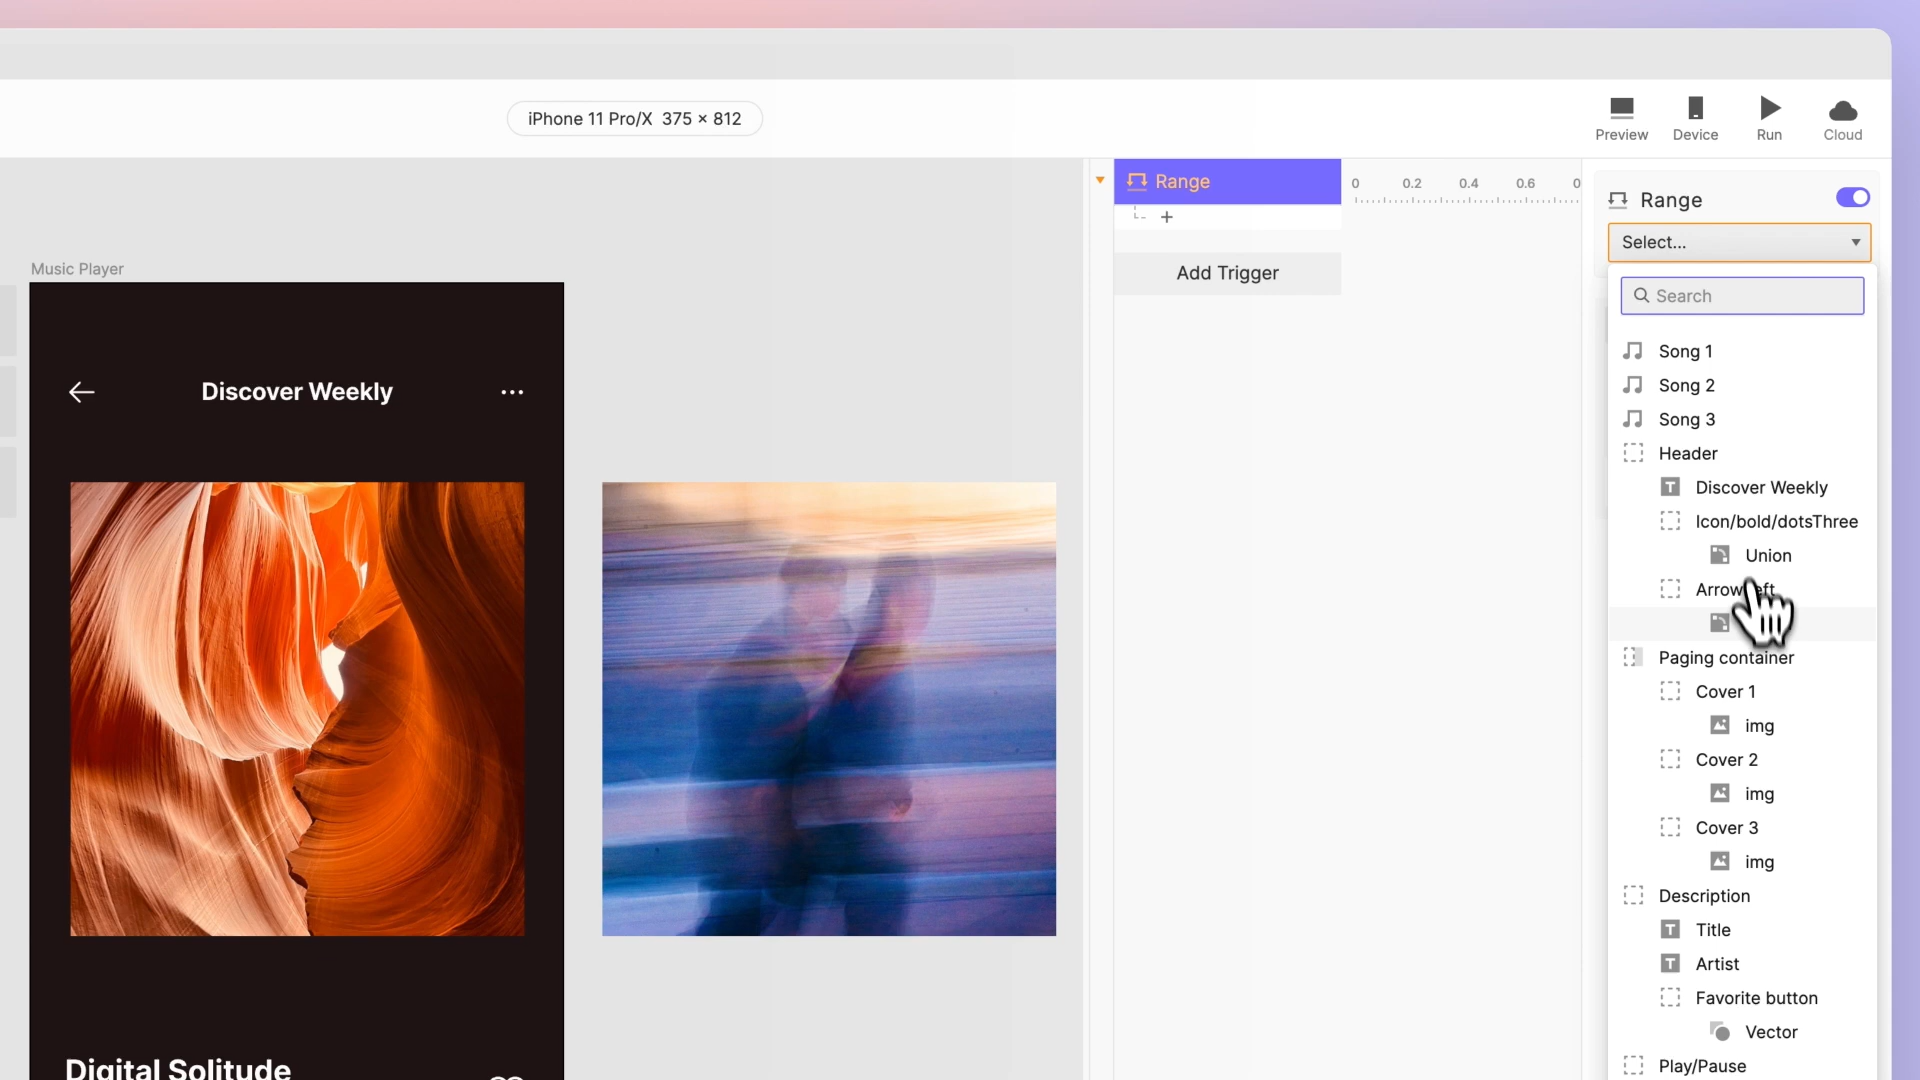 iPhone 11 Pro/X 375 × 812
Preview
Device
Run
Cloud
Range
+
Add Trigger
0 0.2 0.4 0.6 0
Range
Select...
Search
Song 1
Song 2
Song 3
Header
Discover Weekly
Icon/bold/dotsThree
Union
Paging container
Cover 1
img
Cover 2
img
Cover 3
img
Description
Title
Artist
Favorite button
Vector
Play/Pause
Music Player
Discover Weekly
Digital Solitude